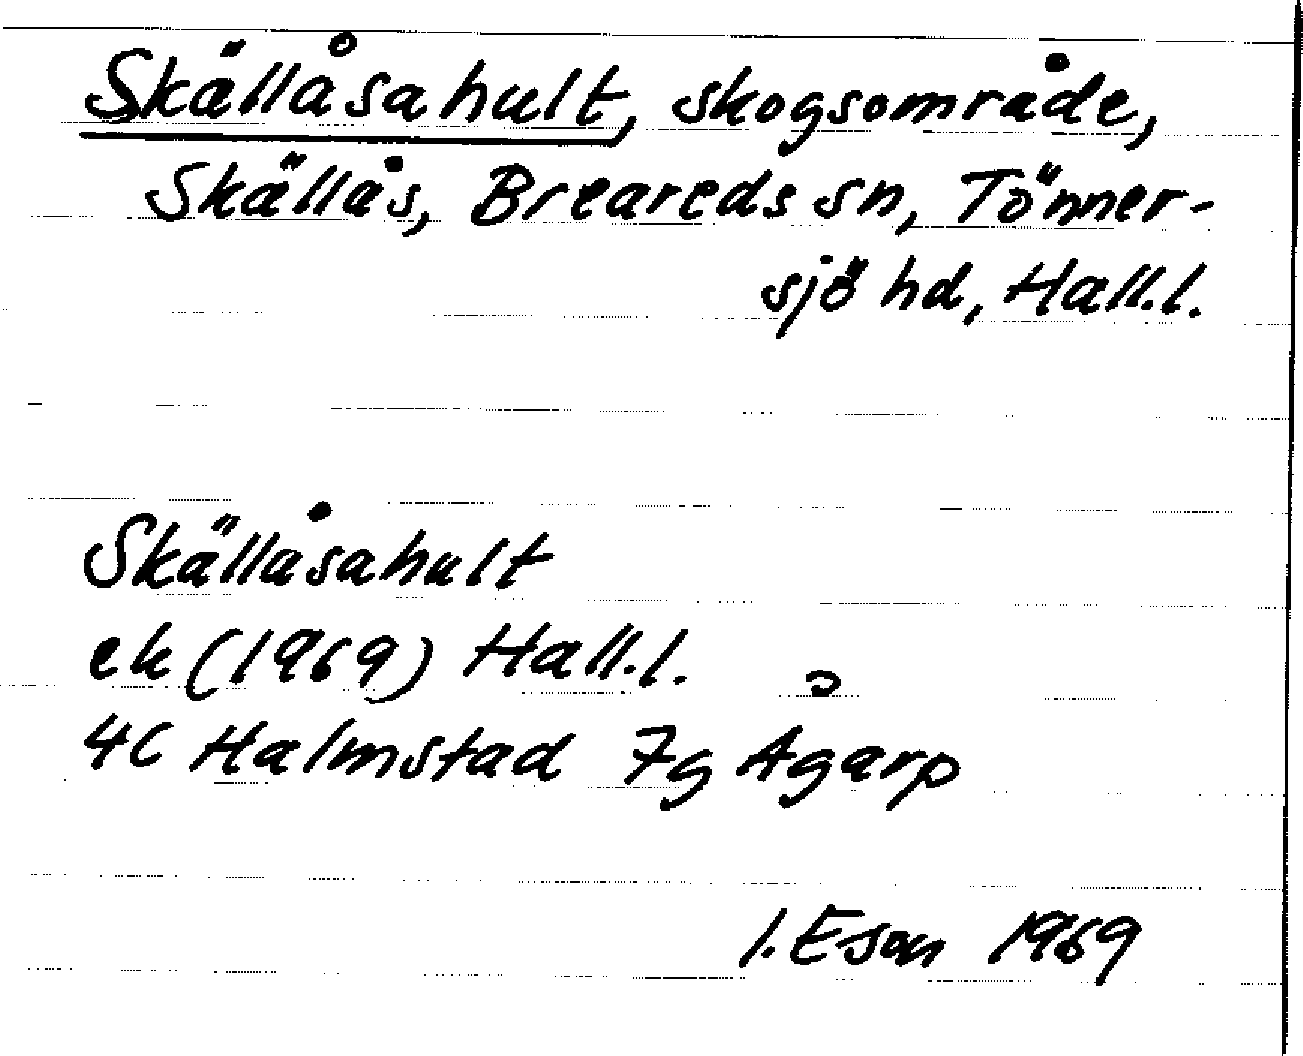 Skällåsahult, skogsområde,
Skällås, Breareds sn, Tönner-
sjö hd, Hall.l.
Skällåsahult
ek (1969) Hall.l.
4C Halmstad 7g Ågarp
I. Eson 1969